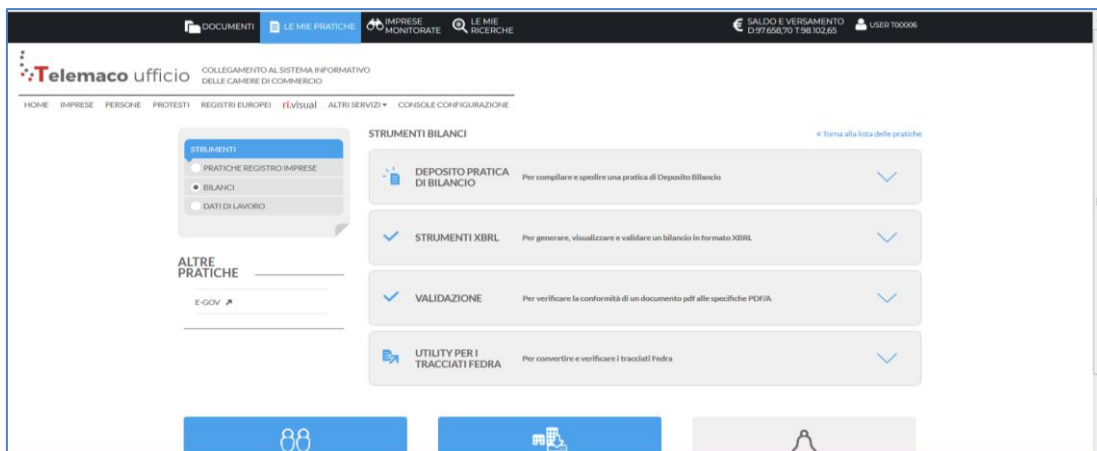 DOCUMENTI
LE MIE PRATICHE
IMPRESE
MONITORATE
LE MIE
RICERCHE
€ SALDO E VERSAMENTO
D:97.658,70 T:98.102,65
USER T00006
Telemaco ufficio
COLLEGAMENTO AL SISTEMA INFORMATIVO
DELLE CAMERE DI COMMERCIO
HOME IMPRESE PERSONE PROTESTI REGISTRI EUROPEI ri.visual ALTRI SERVIZI CONSOLE CONFIGURAZIONE
STRUMENTI
PRATICHE REGISTRO IMPRESE
BILANCI
DATI DI LAVORO
ALTRE
PRATICHE
E-GOV
STRUMENTI BILANCI
« Torna alla lista delle pratiche
DEPOSITO PRATICA
DI BILANCIO
Per compilare e spedire una pratica di Deposito Bilancio
STRUMENTI XBRL
Per generare, visualizzare e validare un bilancio in formato XBRL
VALIDAZIONE
Per verificare la conformità di un documento pdf alle specifiche PDF/A
UTILITY PER I
TRACCIATI FEDRA
Per convertire e verificare i tracciati Fedra